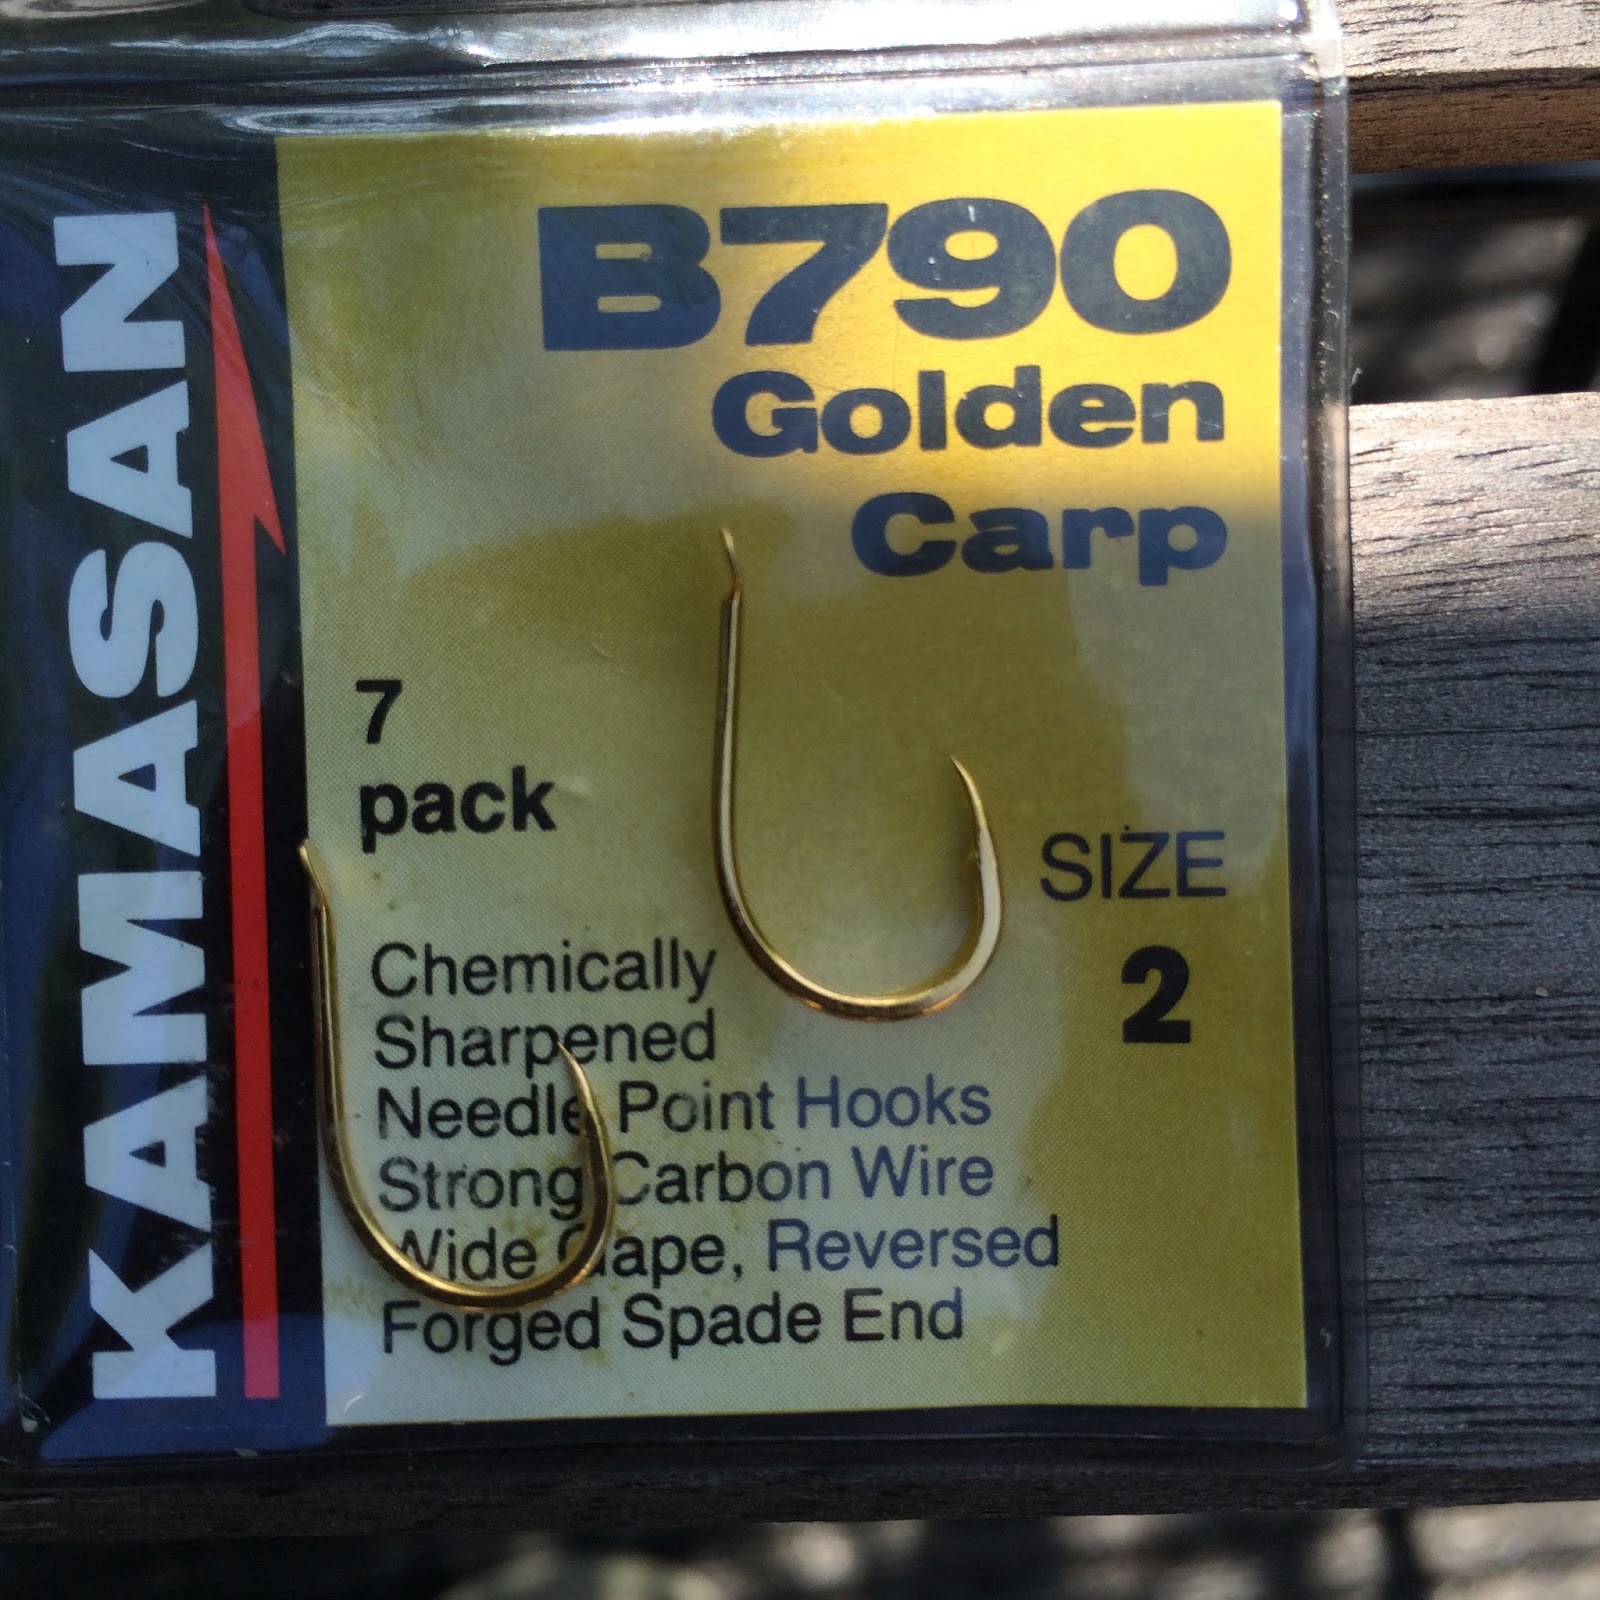 KAMASAN
B790
Golden
Carp
7
pack
SIZE
2
Chemically
Sharpened
Needle Point Hooks
Strong Carbon Wire
Wide Gape, Reversed
Forged Spade End